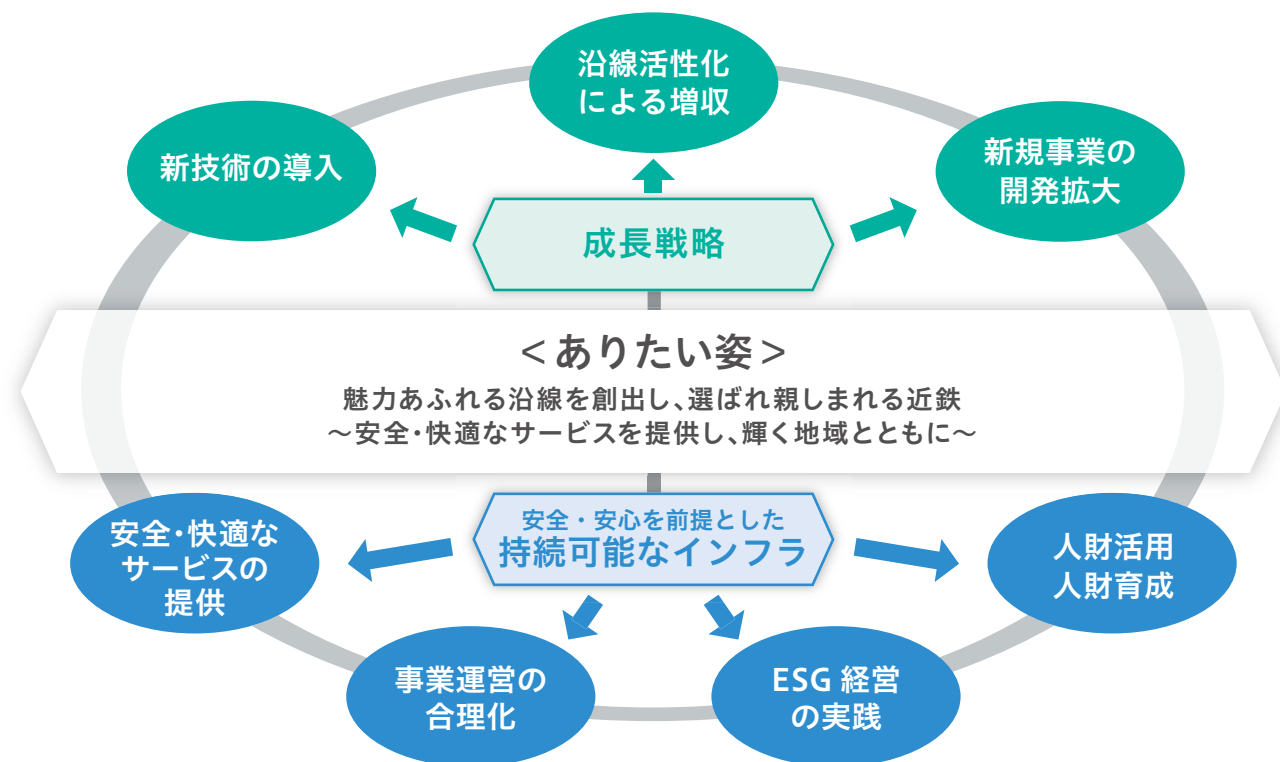 沿線活性化
による増収
新技術の導入
新規事業の
開発拡大
成長戦略
＜ありたい姿＞
魅力あふれる沿線を創出し、選ばれ親しまれる近鉄
～安全・快適なサービスを提供し、輝く地域とともに～
安全・安心を前提とした
持続可能なインフラ
安全・快適な
サービスの
提供
人財活用
人財育成
事業運営の
合理化
ESG 経営
の実践